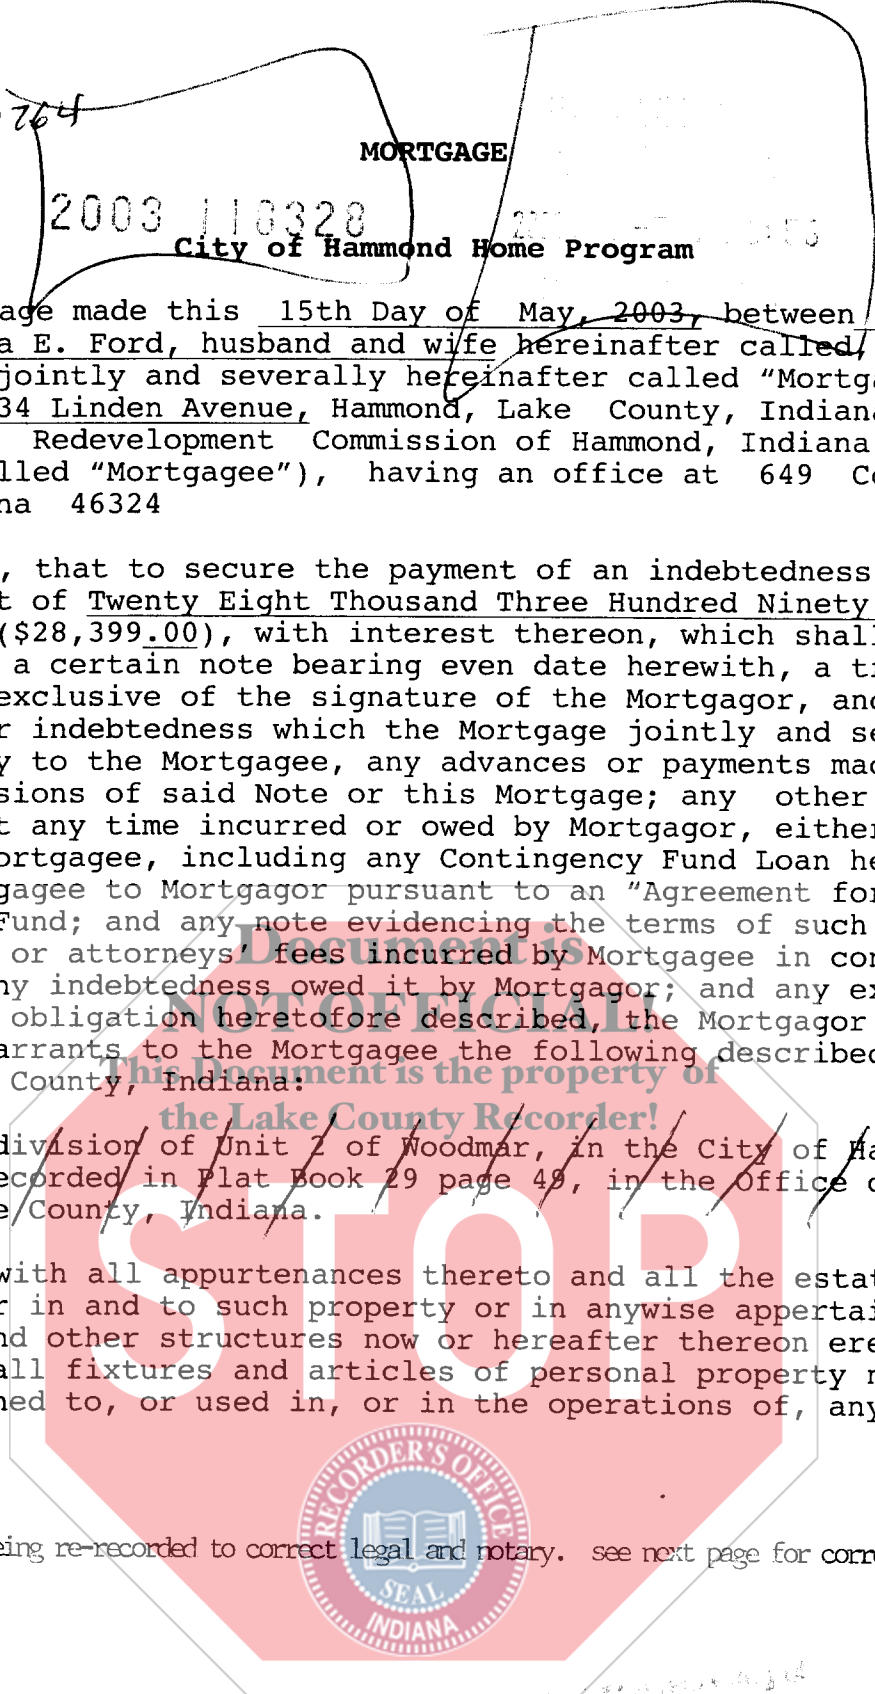 764
MORTGAGE
2003 118328
City of Hammond Home Program
age made this 15th Day of May, 2003, between
a E. Ford, husband and wife hereinafter called,
jointly and severally hereinafter called "Mortga
34 Linden Avenue, Hammond, Lake County, Indiana
Redevelopment Commission of Hammond, Indiana
lled "Mortgagee"), having an office at 649 Co
na 46324
, that to secure the payment of an indebtedness
t of Twenty Eight Thousand Three Hundred Ninety
($28,399.00), with interest thereon, which shall
a certain note bearing even date herewith, a t
exclusive of the signature of the Mortgagor, and
r indebtedness which the Mortgage jointly and se
y to the Mortgagee, any advances or payments mad
sions of said Note or this Mortgage; any other
t any time incurred or owed by Mortgagor, either
ortgagee, including any Contingency Fund Loan he
gagee to Mortgagor pursuant to an "Agreement for
Fund; and any note evidencing the terms of such
Document is
or attorneys' fees incurred by Mortgagee in con
ny indebtedness owed it by Mortgagor; and any ex
NOT OFFICIAL!
obligation heretofore described, the Mortgagor
arrants to the Mortgagee the following described
This Document is the property of
County, Indiana:
the Lake County Recorder!
division of Unit 2 of Woodmar, in the City of Ha
ecorded in Plat Book 29 page 49, in the Office o
e County, Indiana.
STOP
with all appurtenances thereto and all the estat
r in and to such property or in anywise appertai
nd other structures now or hereafter thereon ere
all fixtures and articles of personal property n
ned to, or used in, or in the operations of, any
RECORDER'S OFFICE
eing re-recorded to correct legal and notary. see next page for corr
SEAL
INDIANA